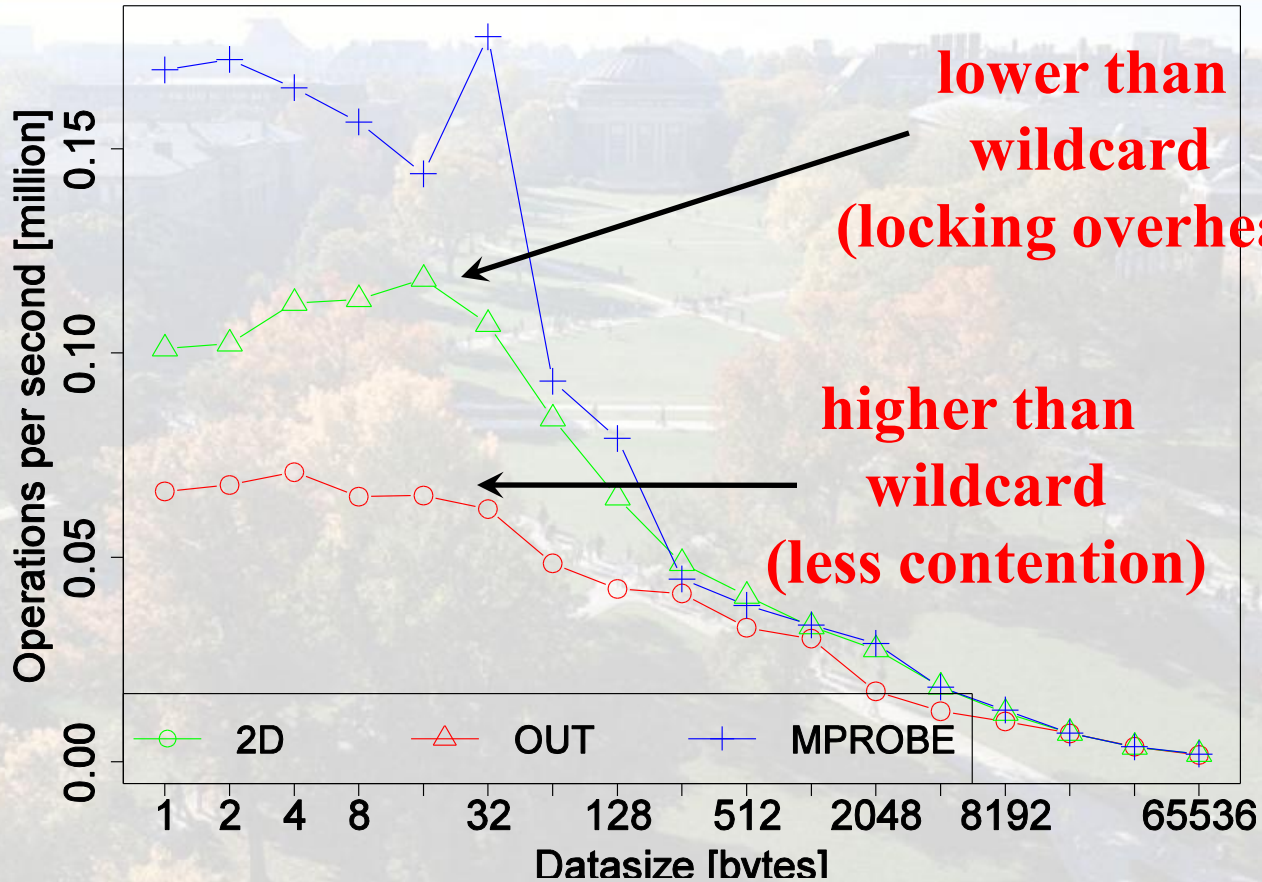 lower than
wildcard
(locking overhea
higher than
wildcard
(less contention)
Operations per second [million]
0.15
0.10
0.05
0.00
2D OUT MPROBE
1 2 4 8 32 128 512 2048 8192 65536
Datasize [bytes]